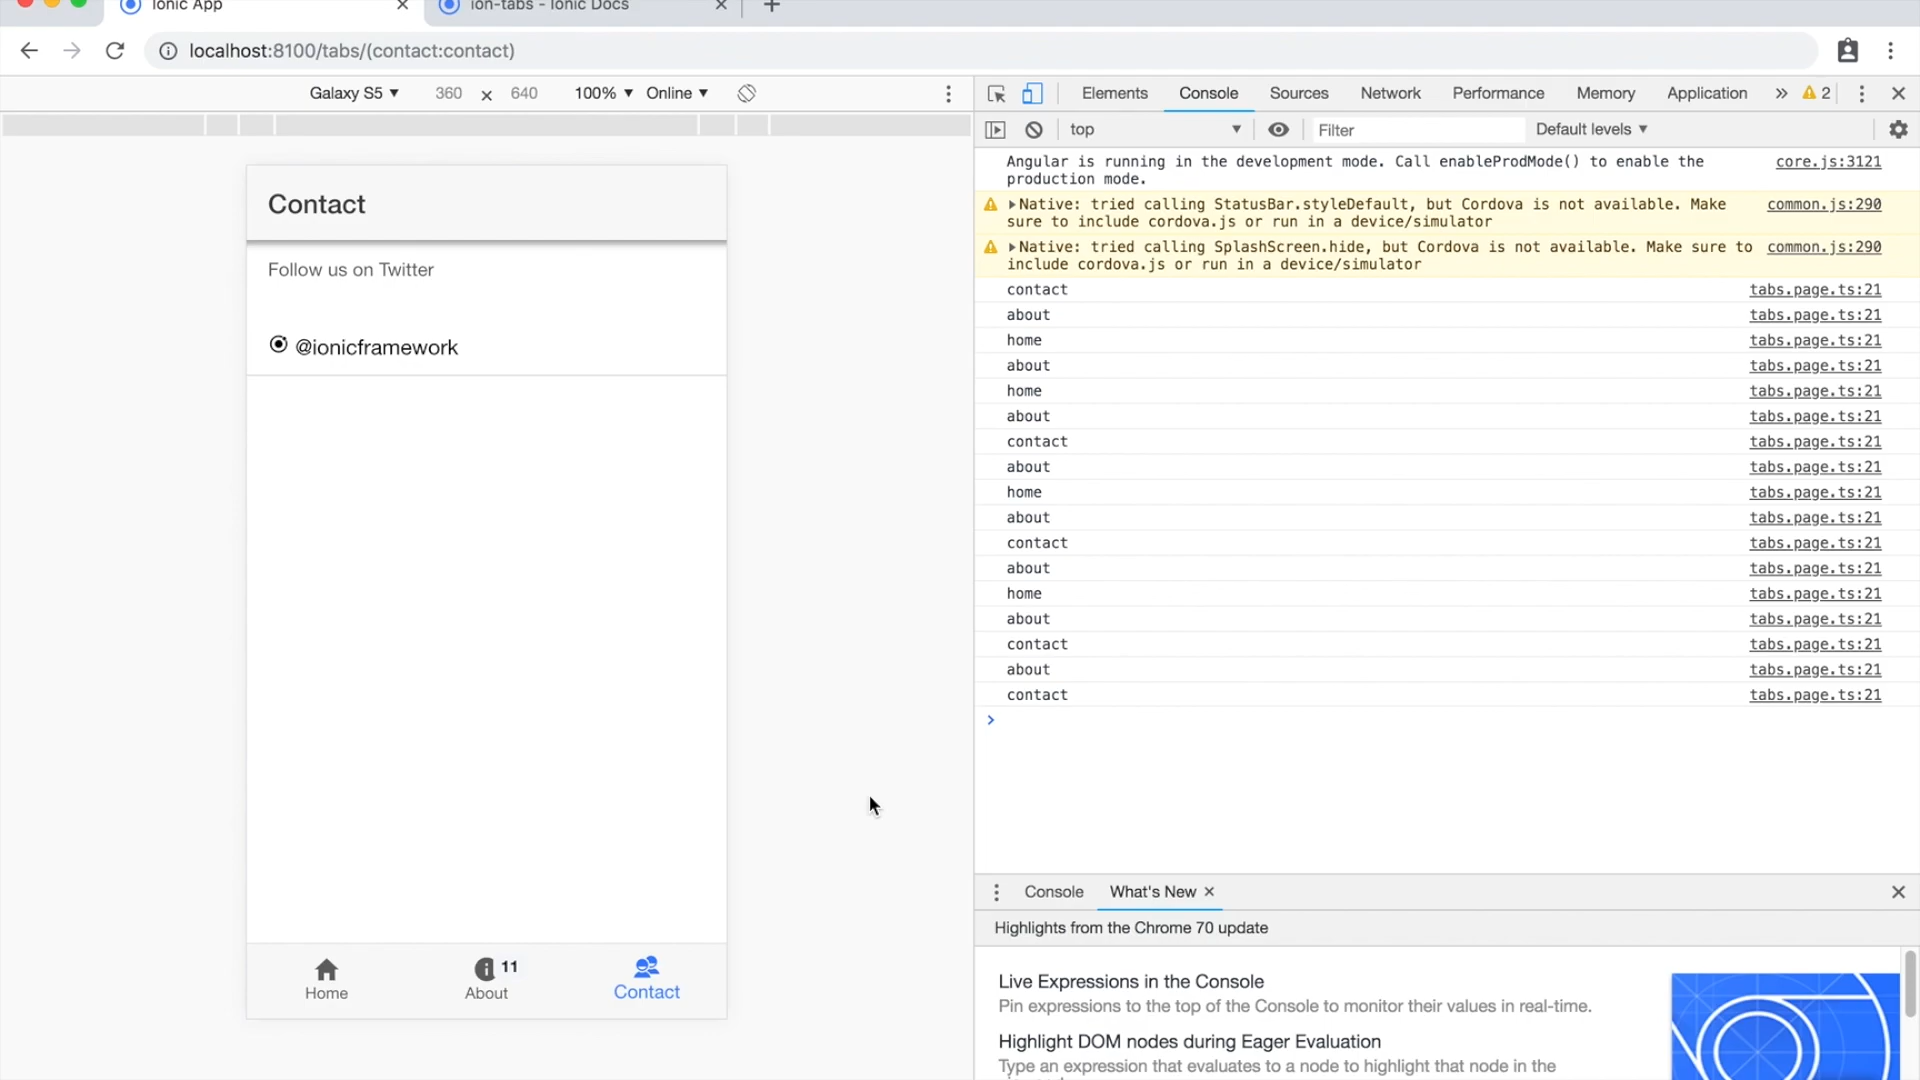 Ionic App
ion-tabs - Ionic Docs
localhost:8100/tabs/(contact:contact)
Galaxy S5 ▼ 360 × 640 100% ▼ Online ▼
Elements Console Sources Network Performance Memory Application » 2
top ▼ Filter Default levels ▼
Angular is running in the development mode. Call enableProdMode() to enable the core.js:3121
production mode.
Native: tried calling StatusBar.styleDefault, but Cordova is not available. Make common.js:290
sure to include cordova.js or run in a device/simulator
Native: tried calling SplashScreen.hide, but Cordova is not available. Make sure to common.js:290
include cordova.js or run in a device/simulator
contact tabs.page.ts:21
about tabs.page.ts:21
home tabs.page.ts:21
about tabs.page.ts:21
home tabs.page.ts:21
about tabs.page.ts:21
contact tabs.page.ts:21
about tabs.page.ts:21
home tabs.page.ts:21
about tabs.page.ts:21
contact tabs.page.ts:21
about tabs.page.ts:21
home tabs.page.ts:21
about tabs.page.ts:21
contact tabs.page.ts:21
about tabs.page.ts:21
contact tabs.page.ts:21
Contact
Follow us on Twitter
@ionicframework
11
Home About Contact
Console What's New
Highlights from the Chrome 70 update
Live Expressions in the Console
Pin expressions to the top of the Console to monitor their values in real-time.
Highlight DOM nodes during Eager Evaluation
Type an expression that evaluates to a node to highlight that node in the